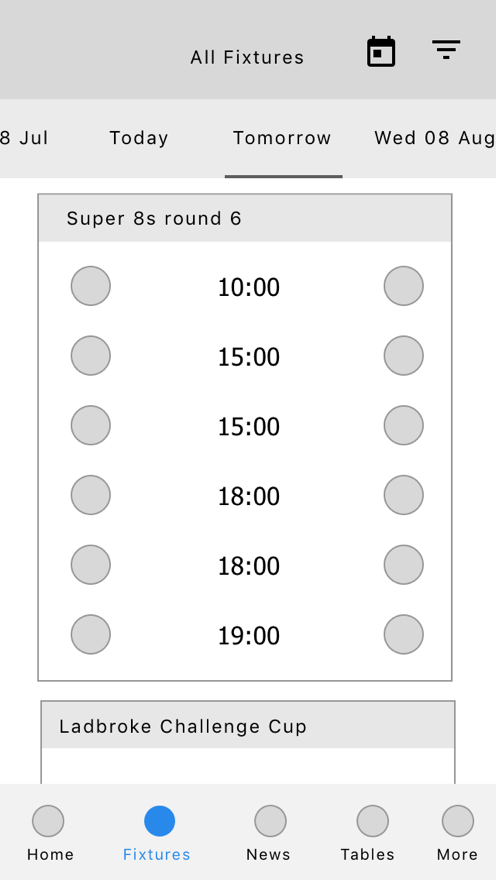 All Fixtures
8 Jul Today Tomorrow Wed 08 Aug
Super 8s round 6
10:00
15:00
15:00
18:00
18:00
19:00
Ladbroke Challenge Cup
Home Fixtures News Tables More